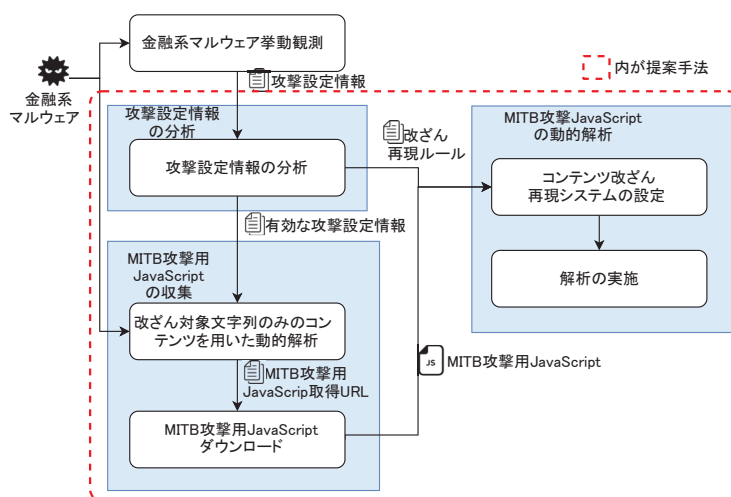 金融系マルウェア挙動観測
内が提案手法
攻撃設定情報
金融系
マルウェア
攻撃設定情報
の分析
攻撃設定情報の分析
改ざん
再現ルール
MITB攻撃JavaScript
の動的解析
コンテンツ改ざん
再現システムの設定
解析の実施
有効な攻撃設定情報
MITB攻撃用
JavaScript
の収集
改ざん対象文字列のみのコン
テンツを用いた動的解析
MITB攻撃用
JavaScrip取得URL
JS
MITB攻撃用JavaScript
MITB攻撃用JavaScript
ダウンロード